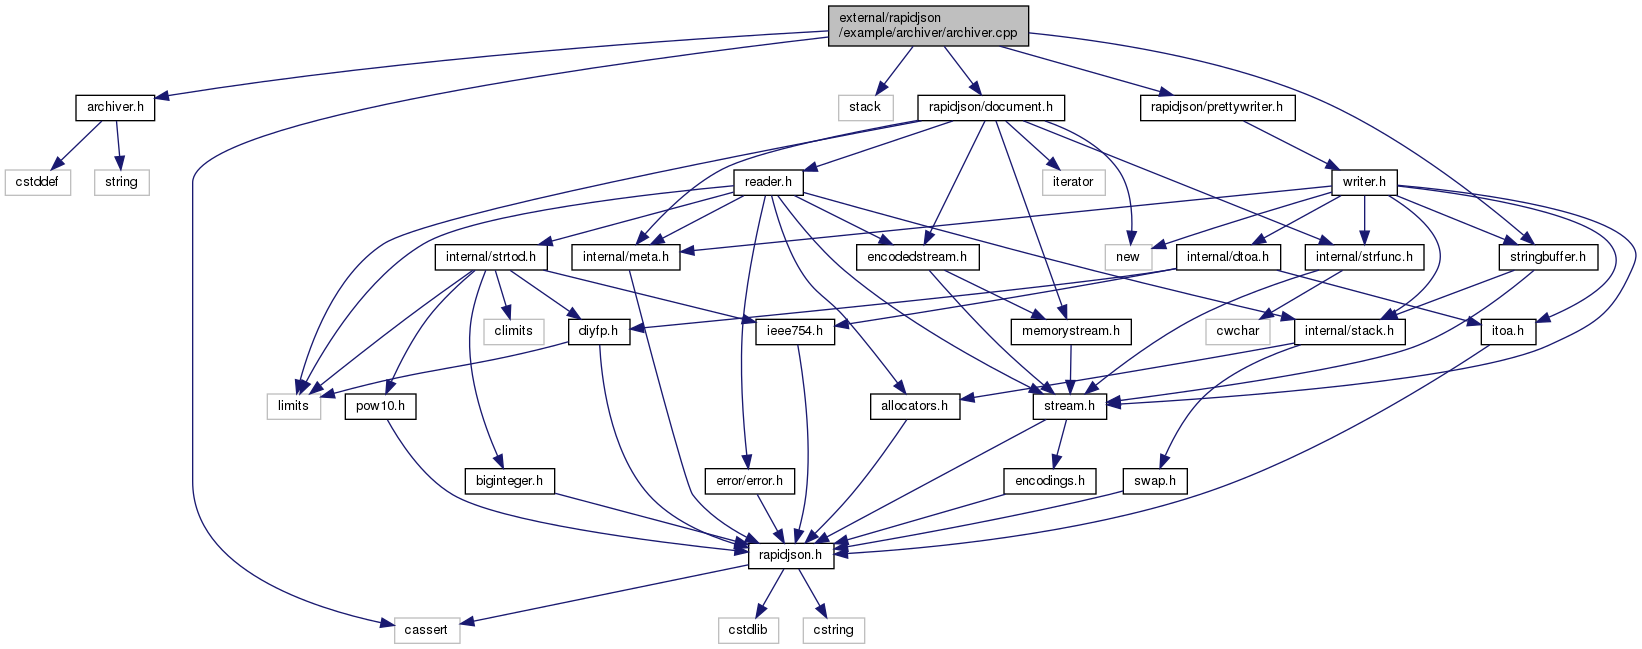 external/rapidjson
/example/archiver/archiver.cpp
archiver.h
stack
rapidjson/document.h
rapidjson/prettywriter.h
cstddef
string
reader.h
iterator
writer.h
internal/strtod.h
internal/meta.h
encodedstream.h
new
internal/dtoa.h
internal/strfunc.h
stringbuffer.h
climits
diyfp.h
ieee754.h
memorystream.h
cwchar
internal/stack.h
itoa.h
limits
pow10.h
allocators.h
stream.h
biginteger.h
error/error.h
encodings.h
swap.h
rapidjson.h
cassert
cstdlib
cstring